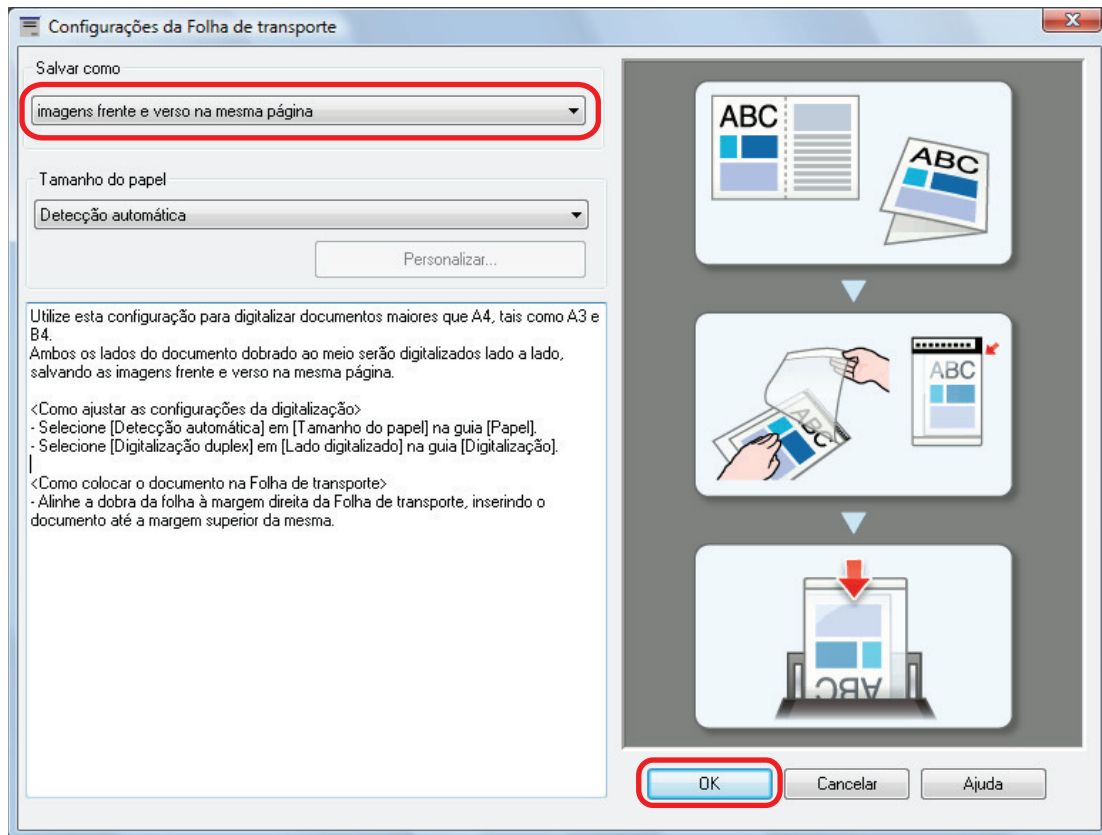 Configurações da Folha de transporte
Salvar como
imagens frente e verso na mesma página
Tamanho do papel
Detecção automática
Personalizar...
Utilize esta configuração para digitalizar documentos maiores que A4, tais como A3 e
B4.
Ambos os lados do documento dobrado ao meio serão digitalizados lado a lado,
salvando as imagens frente e verso na mesma página.
<Como ajustar as configurações da digitalização>
- Selecione [Detecção automática] em [Tamanho do papel] na guia [Papel].
- Selecione [Digitalização duplex] em [Lado digitalizado] na guia [Digitalização].
<Como colocar o documento na Folha de transporte>
- Alinhe a dobra da folha à margem direita da Folha de transporte, inserindo o
documento até a margem superior da mesma.
ABC
ABC
ABC
ABC
ABC
OK
Cancelar
Ajuda